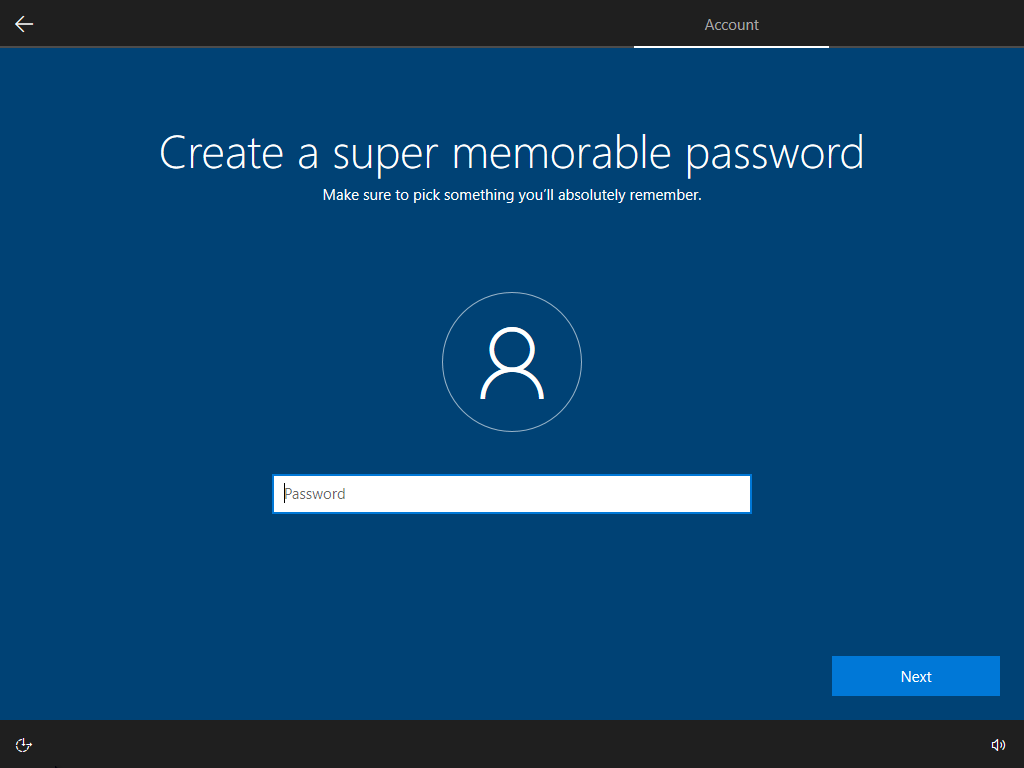 Account
Create a super memorable password
Make sure to pick something you'll absolutely remember.
Password
Next